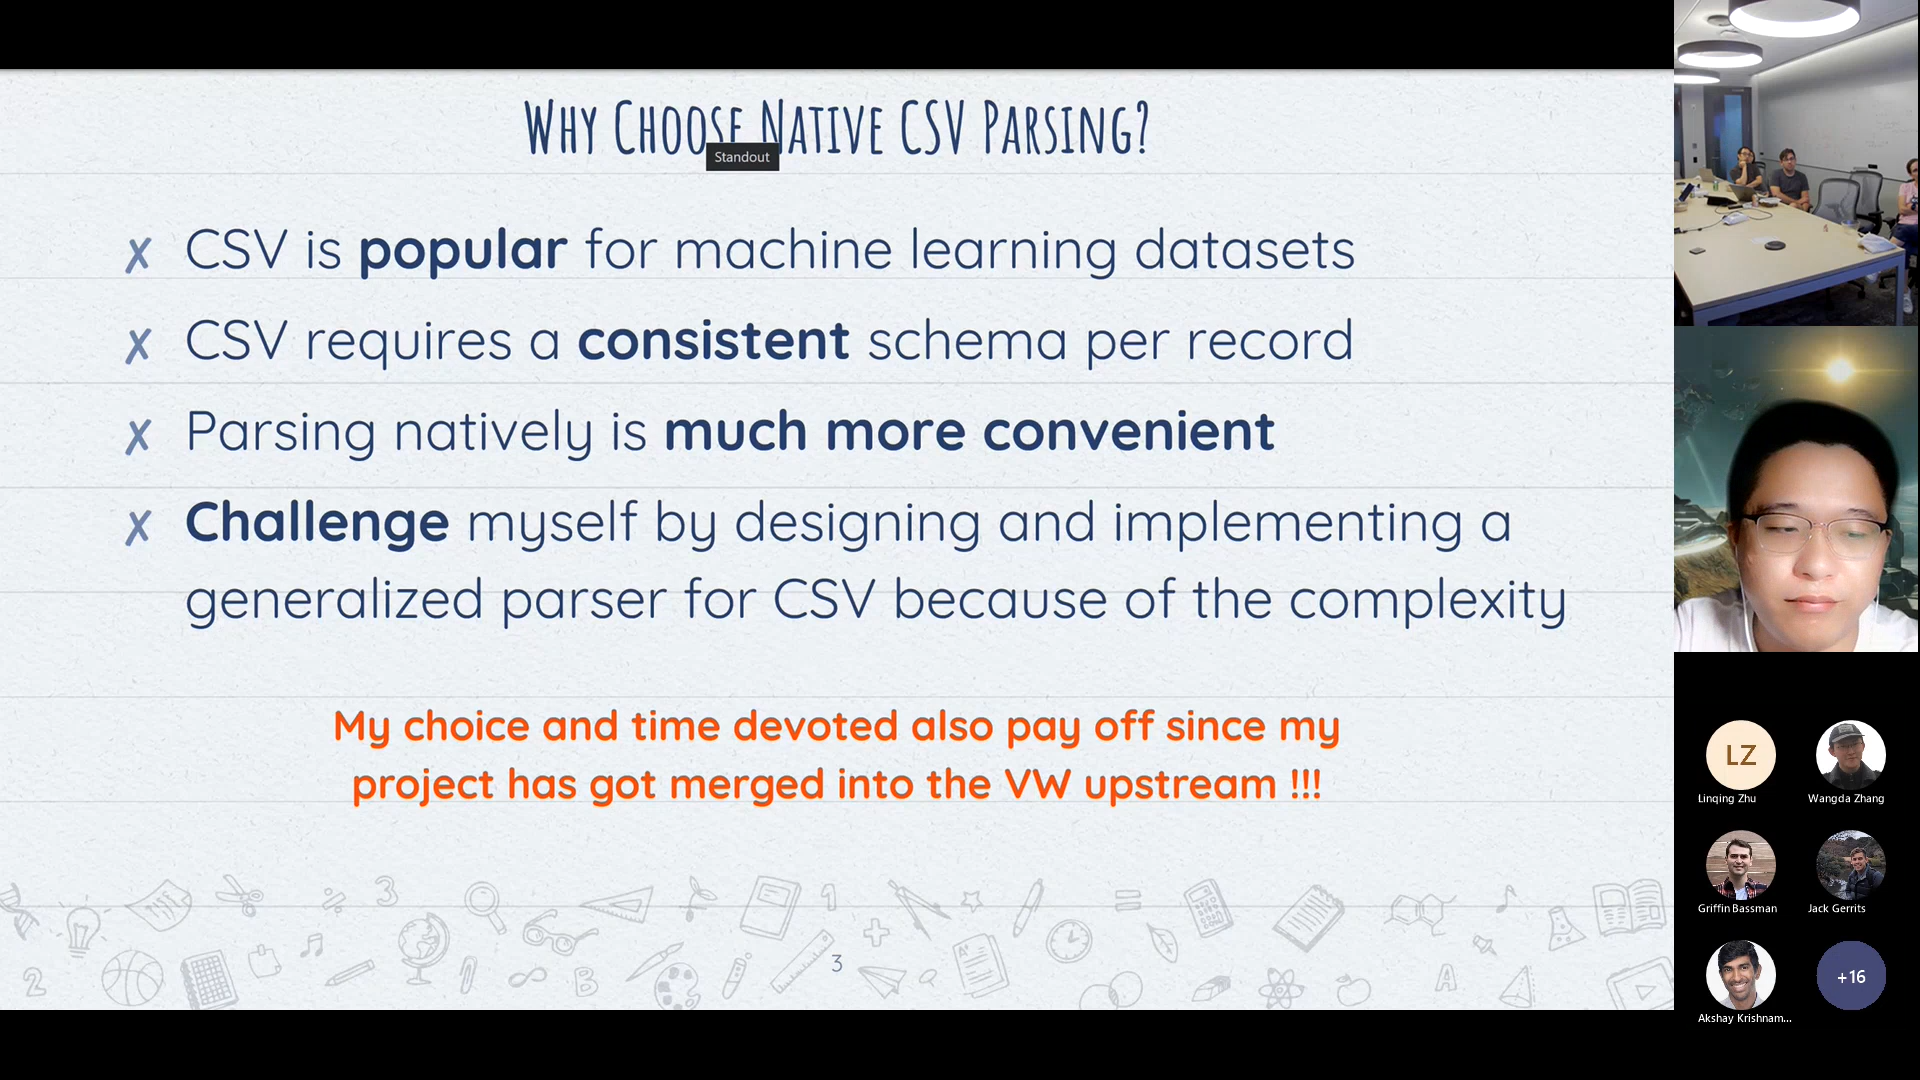 Why Choose Native CSV Parsing?
Standout
✗ CSV is popular for machine learning datasets
✗ CSV requires a consistent schema per record
✗ Parsing natively is much more convenient
✗ Challenge myself by designing and implementing a
generalized parser for CSV because of the complexity
My choice and time devoted also pay off since my
project has got merged into the VW upstream !!!
3
LZ
Linqing Zhu
Wangda Zhang
Griffin Bassman
Jack Gerrits
Akshay Krishnam...
+16